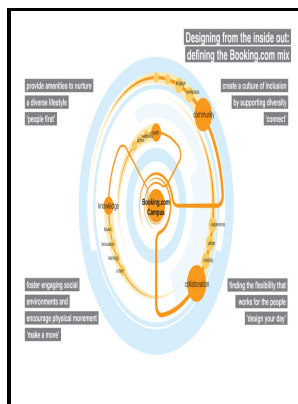 Designing from the inside out:
defining the Booking.com mix
provide amenities to nurture
a diverse lifestyle
'people first'
create a culture of inclusion
by supporting diversity
'connect'
community
knowledge
Booking.com
Campus
future
innovation
learning
urban
mobility
collaboration
foster engaging social
environments and
encourage physical movement
'make a move'
finding the flexibility that
works for the people
'design your day'